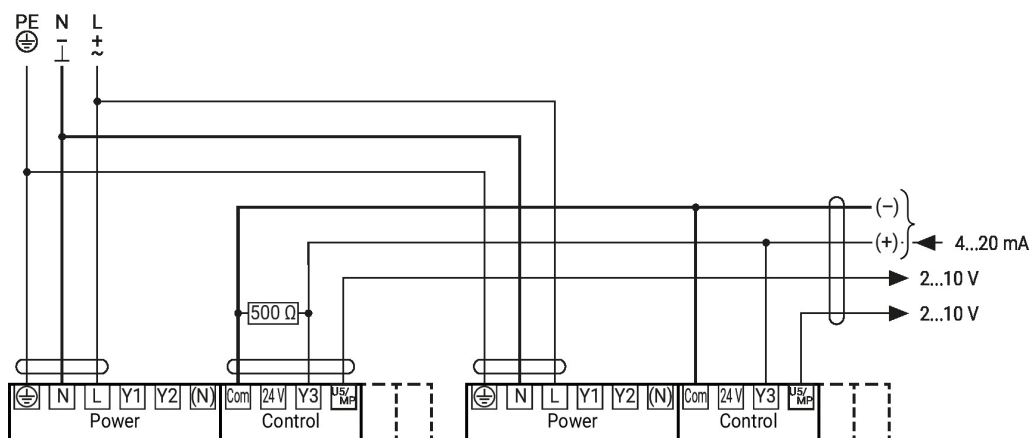 PE N L
− +
⊥ ~
(−)
(+) 4...20 mA
2...10 V
500 Ω 2...10 V
N L Y1 Y2 (N) Com 24 V Y3 U5/MP N L Y1 Y2 (N) Com 24 V Y3 U5/MP
Power Control Power Control